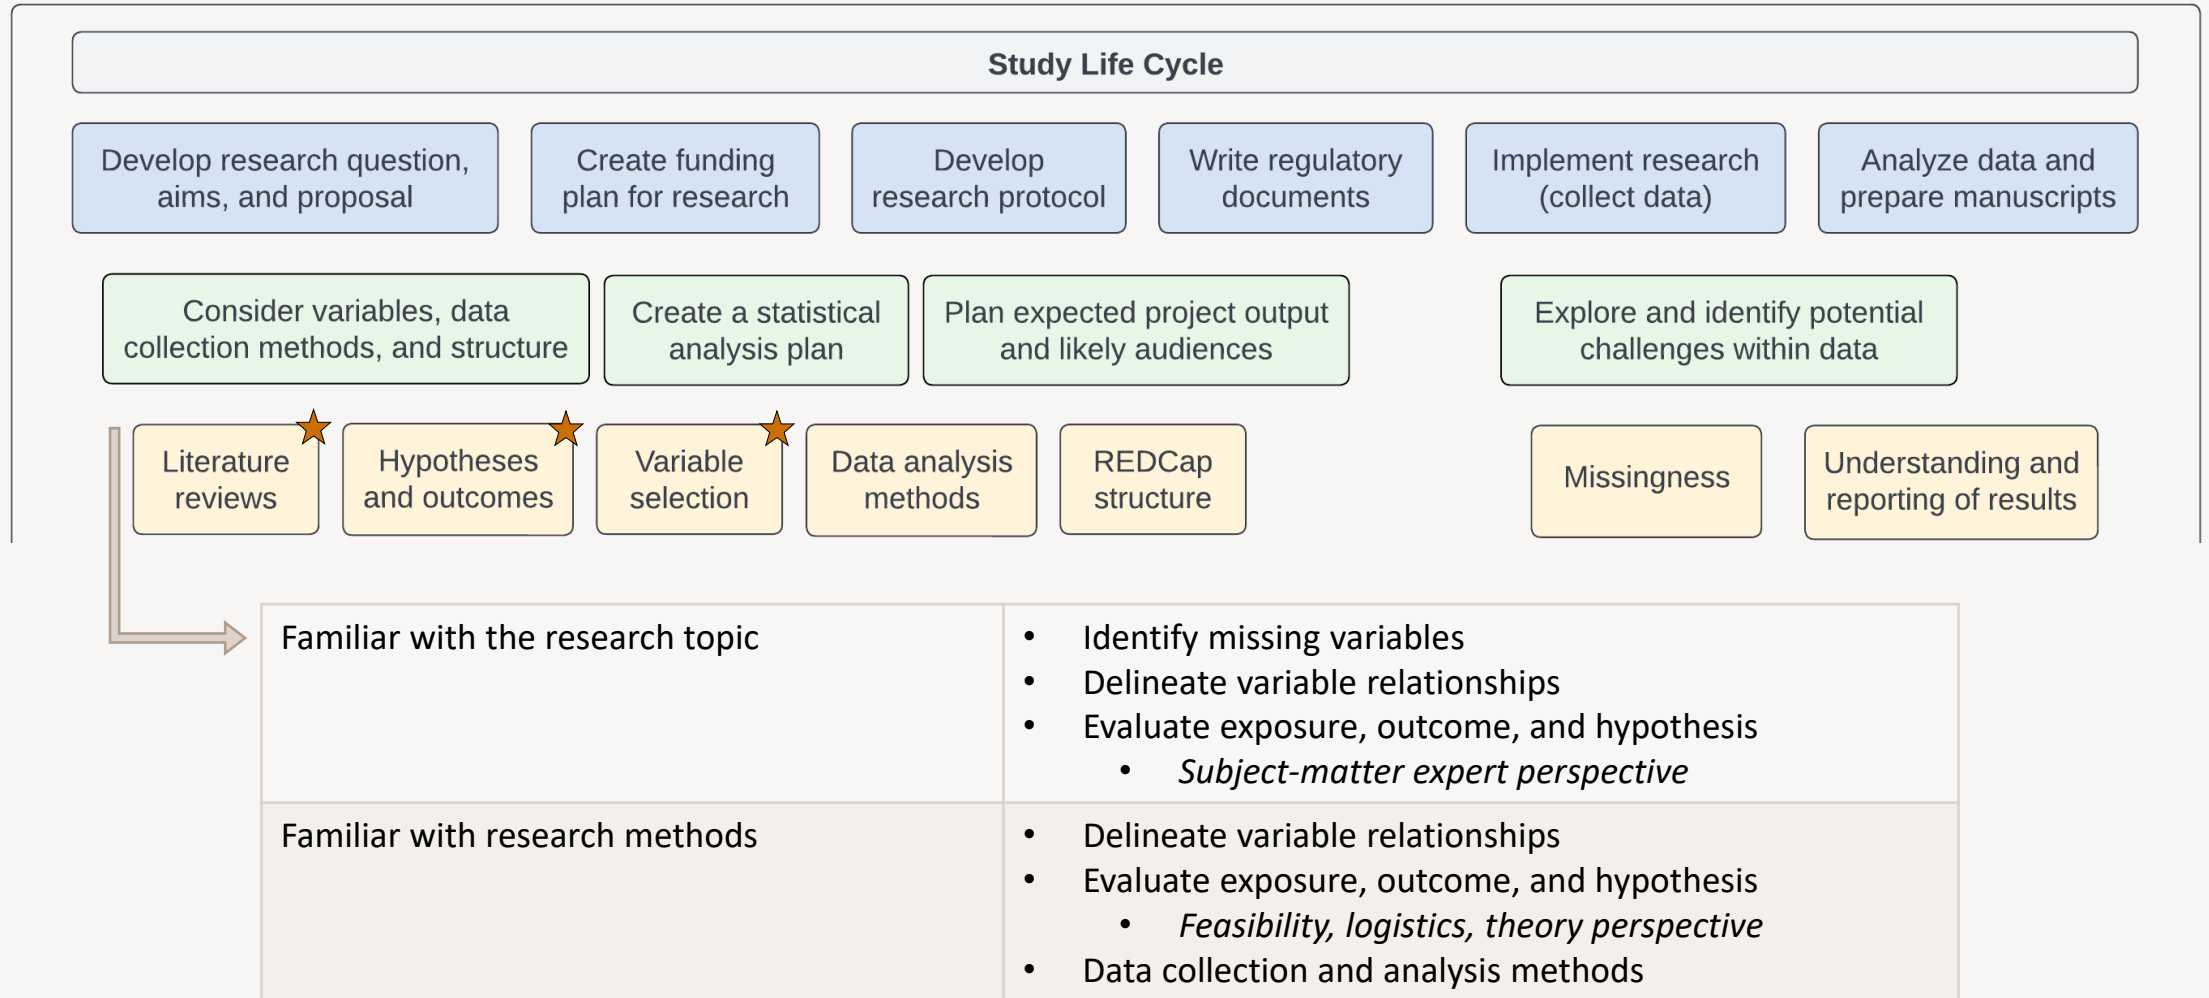 Study Life Cycle
Develop research question,
aims, and proposal
Create funding
plan for research
Develop
research protocol
Write regulatory
documents
Implement research
(collect data)
Analyze data and
prepare manuscripts
Consider variables, data
collection methods, and structure
Create a statistical
analysis plan
Plan expected project output
and likely audiences
Explore and identify potential
challenges within data
Literature
reviews
Hypotheses
and outcomes
Variable
selection
Data analysis
methods
REDCap
structure
Missingness
Understanding and
reporting of results
Familiar with the research topic
• Identify missing variables
• Delineate variable relationships
• Evaluate exposure, outcome, and hypothesis
• Subject-matter expert perspective
Familiar with research methods
• Delineate variable relationships
• Evaluate exposure, outcome, and hypothesis
• Feasibility, logistics, theory perspective
• Data collection and analysis methods